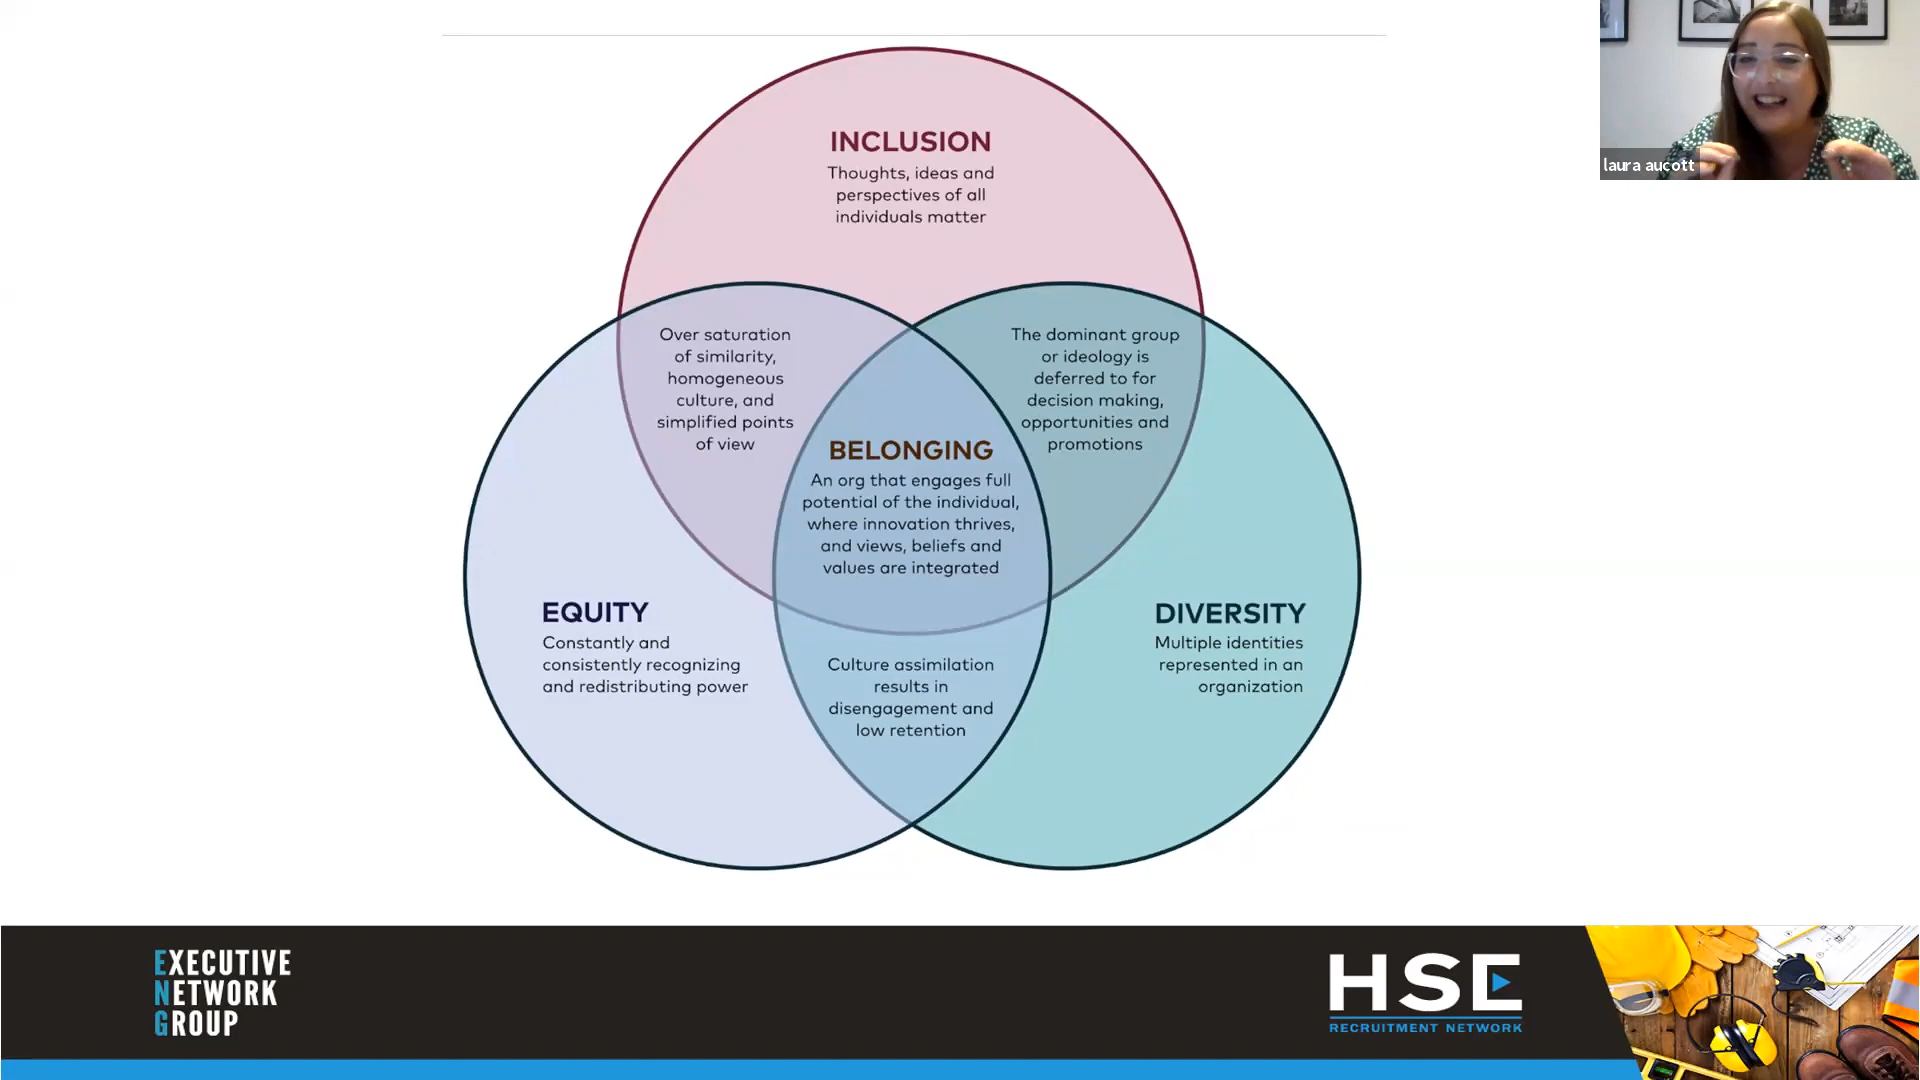 laura aucott
INCLUSION
Thoughts, ideas and
perspectives of all
individuals matter
Over saturation
of similarity,
homogeneous
culture, and
simplified points
of view
The dominant group
or ideology is
deferred to for
decision making,
opportunities and
promotions
BELONGING
An org that engages full
potential of the individual,
where innovation thrives,
and views, beliefs and
values are integrated
EQUITY
Constantly and
consistently recognizing
and redistributing power
DIVERSITY
Multiple identities
represented in an
organization
Culture assimilation
results in
disengagement and
low retention
EXECUTIVE
NETWORK
GROUP
HSE
RECRUITMENT NETWORK